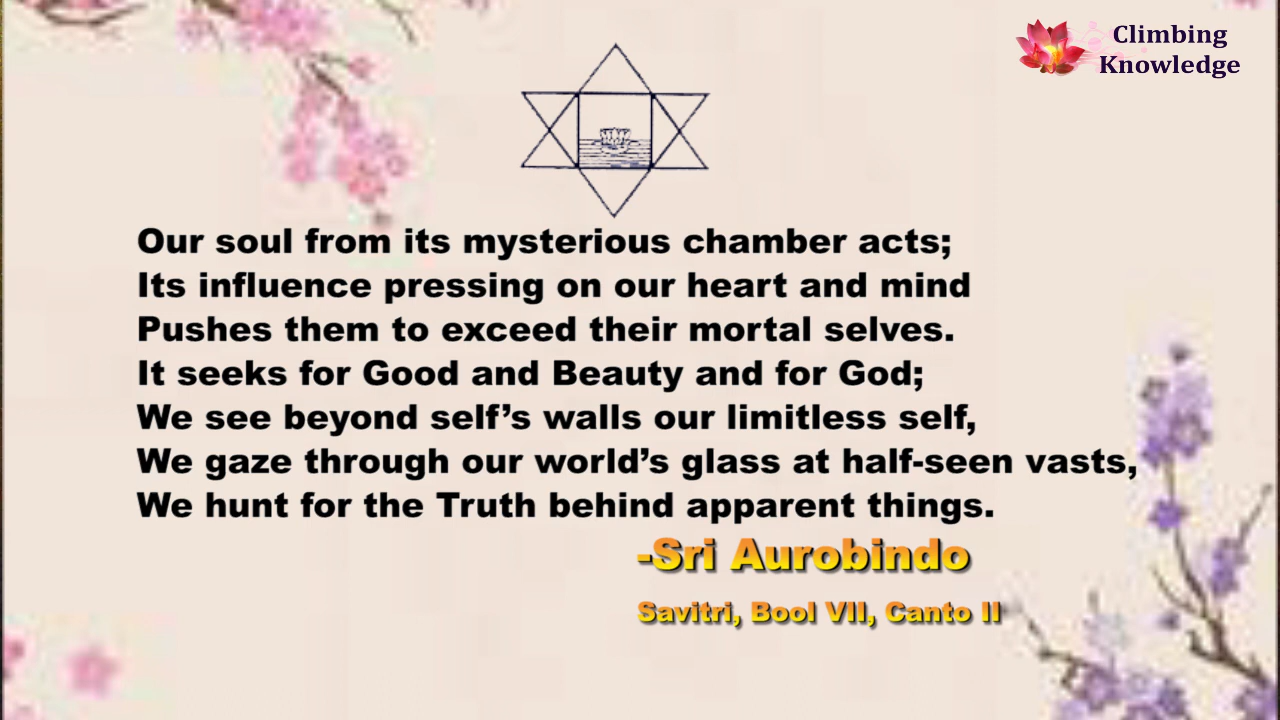 Climbing
Knowledge
Our soul from its mysterious chamber acts;
Its influence pressing on our heart and mind
Pushes them to exceed their mortal selves.
It seeks for Good and Beauty and for God;
We see beyond self’s walls our limitless self,
We gaze through our world’s glass at half-seen vasts,
We hunt for the Truth behind apparent things.
-Sri Aurobindo
Savitri, Bool VII, Canto II